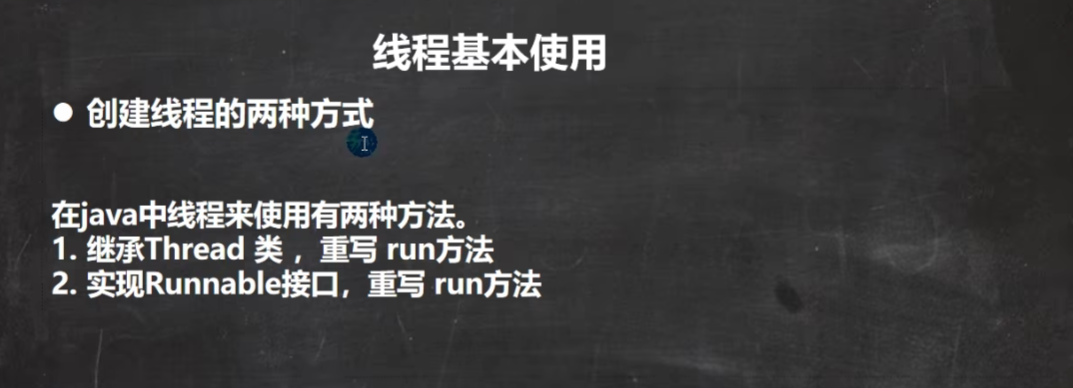 线程基本使用
● 创建线程的两种方式
在java中线程来使用有两种方法。
1. 继承Thread 类 ，重写 run方法
2. 实现Runnable接口，重写 run方法